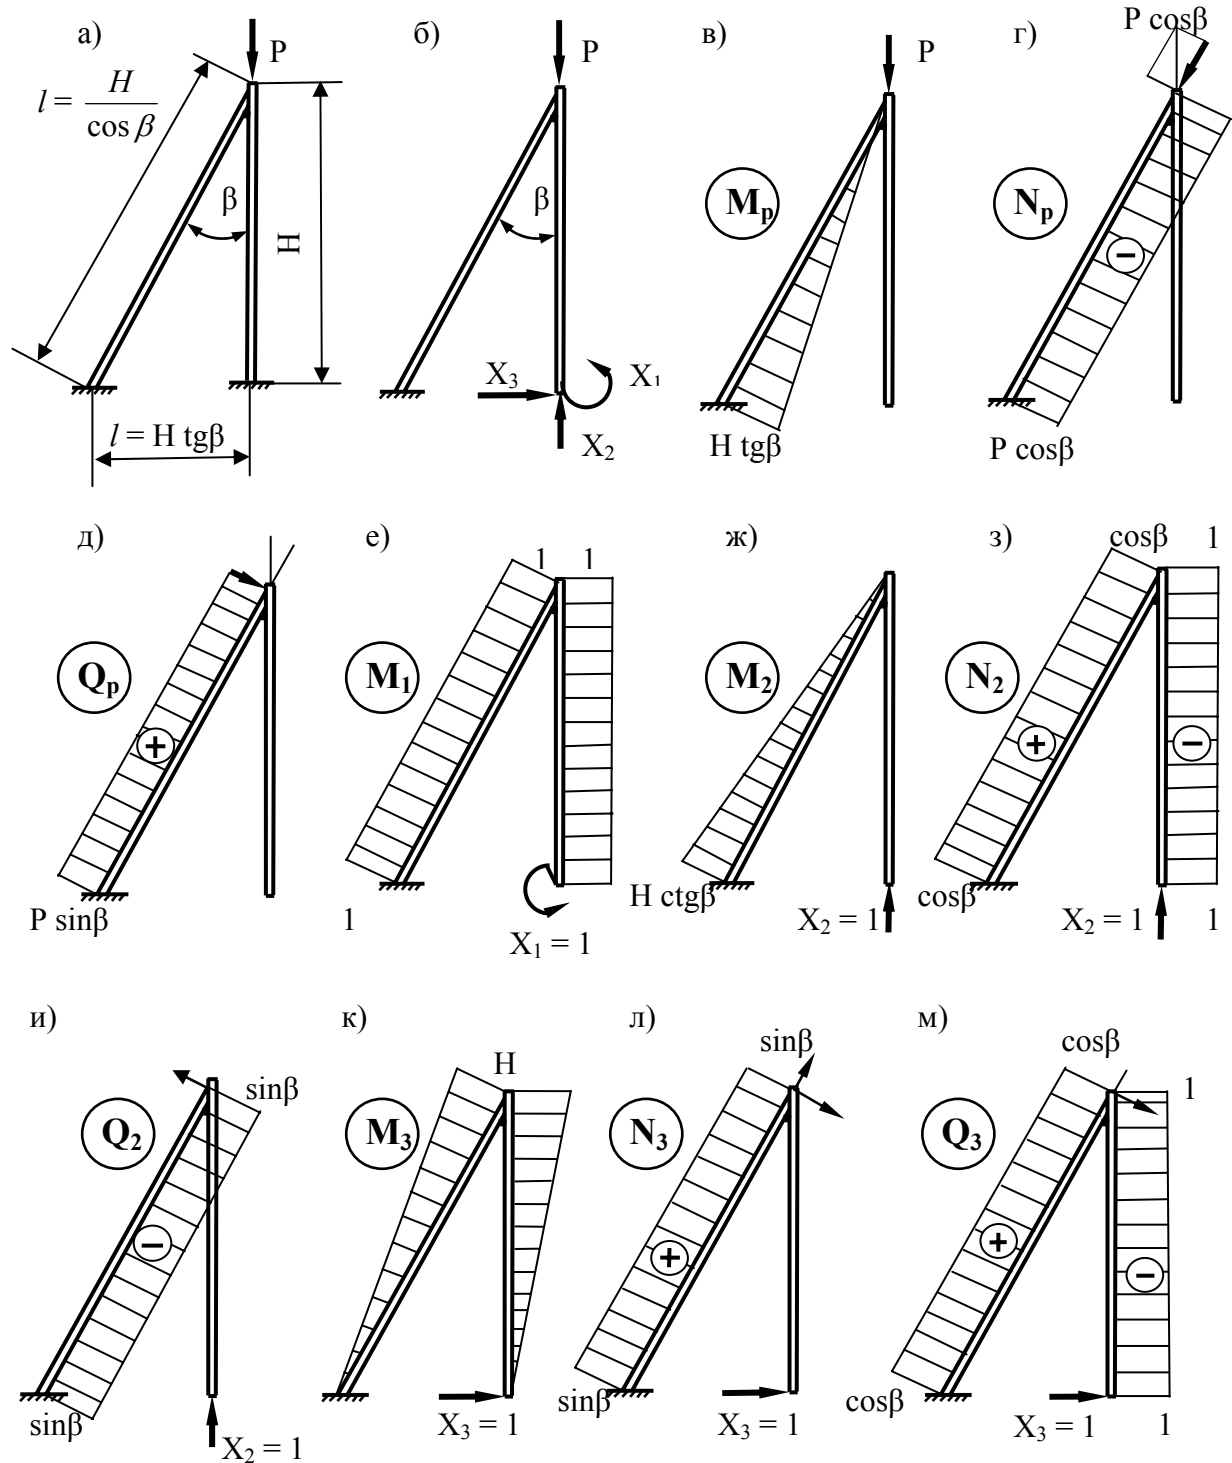 а)
P
l = H / cos β
β
H
l = H tgβ
б)
P
β
X₃
X₁
X₂
в)
P
Mp
H tgβ
г)
P cosβ
Np
−
P cosβ
д)
Qp
+
P sinβ
е)
1 1
M₁
1
X₁ = 1
ж)
M₂
H ctgβ
X₂ = 1
з)
cosβ 1
N₂
+
−
cosβ
X₂ = 1 1
и)
sinβ
Q₂
−
sinβ
X₂ = 1
к)
H
M₃
X₃ = 1
л)
sinβ
N₃
+
sinβ
X₃ = 1
м)
cosβ
1
Q₃
+
−
cosβ
X₃ = 1 1